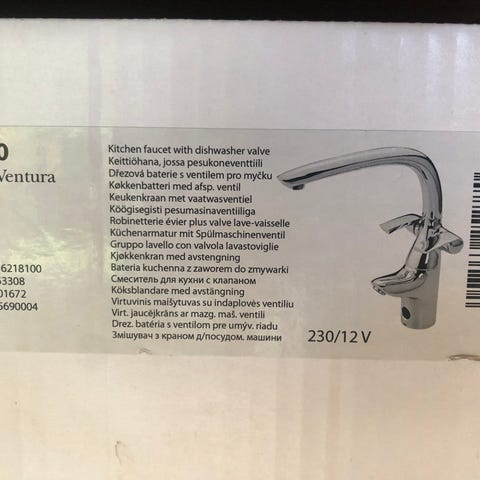 0
Ventura
6218100
3308
01672
5690004
Kitchen faucet with dishwasher valve
Keittiöhana, jossa pesukoneventtiili
Dřezová baterie s ventilem pro myčku
Køkkenbatteri med afsp. ventil
Keukenkraan met vaatwasventiel
Köögisegisti pesumasinaventiiliga
Robinetterie évier plus valve lave-vaisselle
Küchenarmatur mit Spülmaschinenventil
Gruppo lavello con valvola lavastoviglie
Kjøkkenkran med avstengning
Bateria kuchenna z zaworem do zmywarki
Смеситель для кухни с клапаном
Köksblandare med avstängning
Virtuvinis maišytuvas su indaplovės ventiliu
Virt. jaucējkrāns ar mazg. maš. ventili
Drez. batéria s ventilom pre umýv. riadu
Змішувач з краном д/посудом. машини
230/12 V